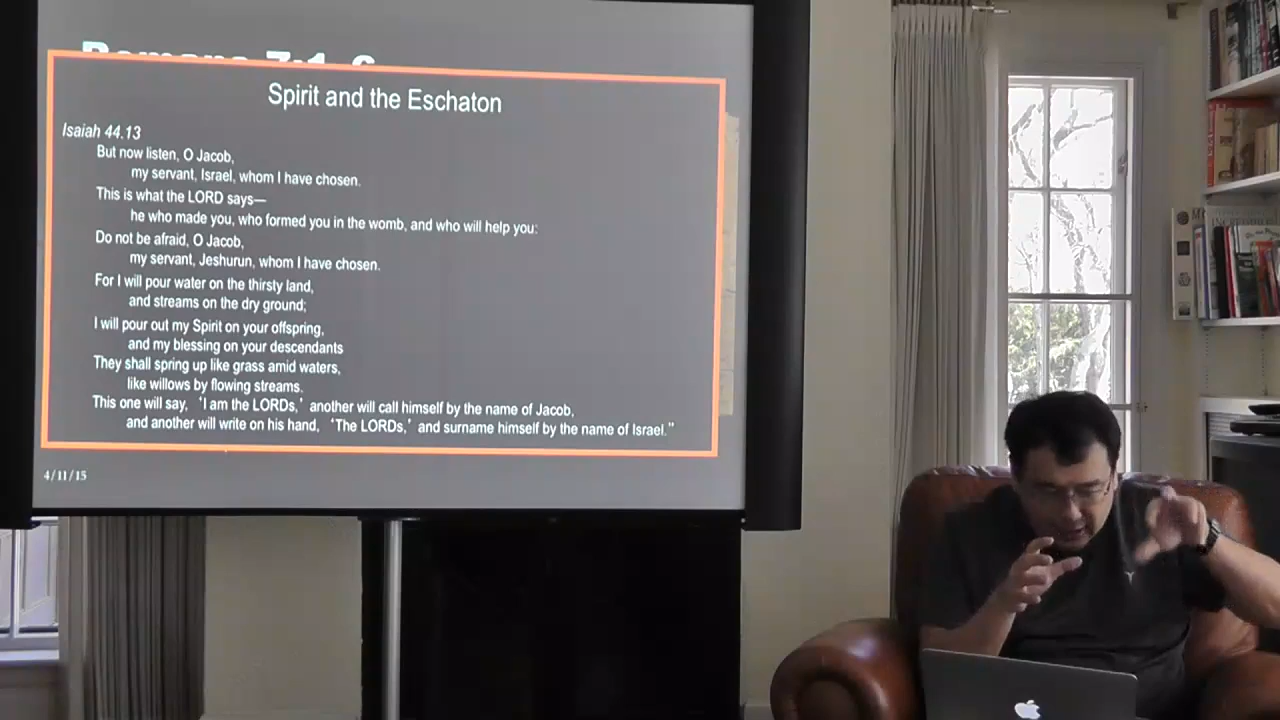 Romans 7:1-6
Spirit and the Eschaton
Isaiah 44.13
But now listen, O Jacob,
my servant, Israel, whom I have chosen.
This is what the LORD says—
he who made you, who formed you in the womb, and who will help you:
Do not be afraid, O Jacob,
my servant, Jeshurun, whom I have chosen.
For I will pour water on the thirsty land,
and streams on the dry ground;
I will pour out my Spirit on your offspring,
and my blessing on your descendants
They shall spring up like grass amid waters,
like willows by flowing streams.
This one will say, ‘I am the LORDs,’ another will call himself by the name of Jacob,
and another will write on his hand, ‘The LORDs,’ and surname himself by the name of Israel.”
4/11/15